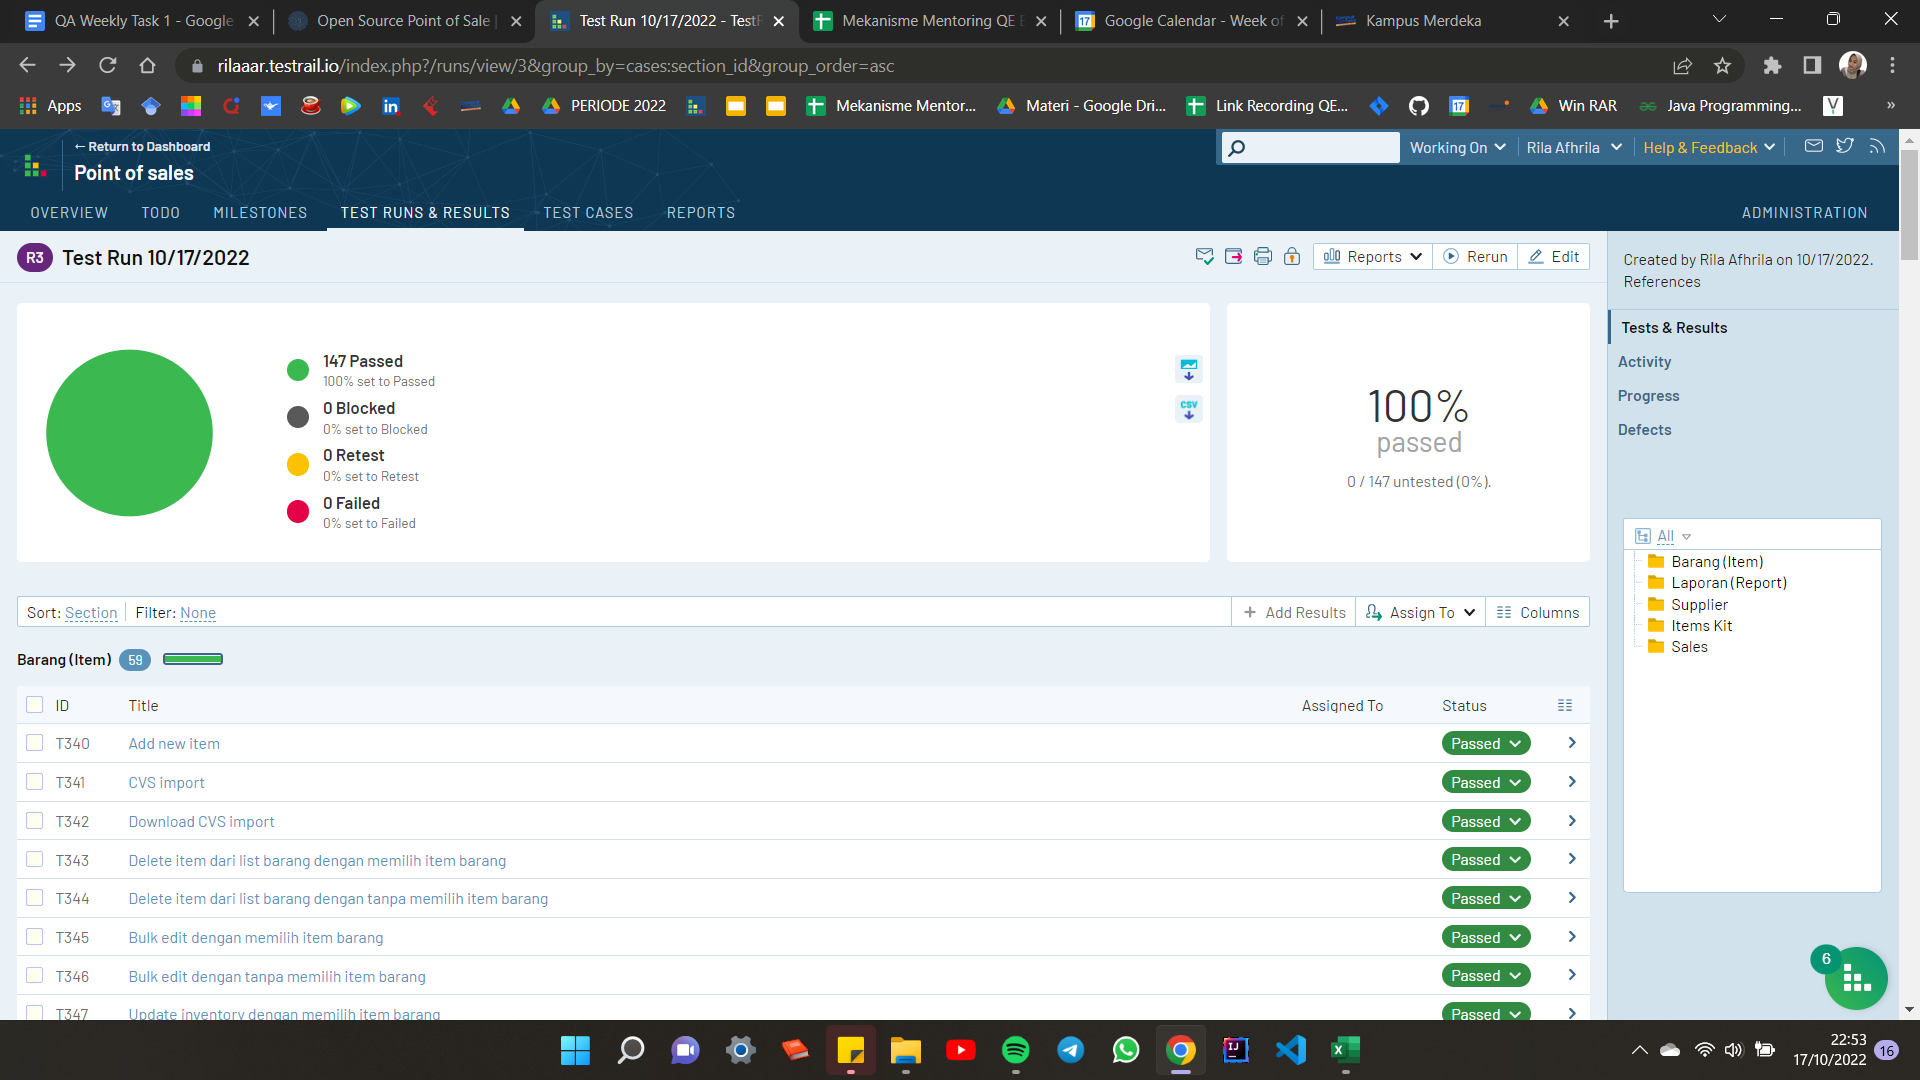 QA Weekly Task 1 - Google
Open Source Point of Sale |
Test Run 10/17/2022 - TestR
Mekanisme Mentoring QE B
Google Calendar - Week of
Kampus Merdeka
rilaaar.testrail.io/index.php?/runs/view/3&group_by=cases:section_id&group_order=asc
Apps
PERIODE 2022
Mekanisme Mentor...
Materi - Google Dri...
Link Recording QE...
Win RAR
Java Programming...
← Return to Dashboard
Point of sales
Working On
Rila Afhrila
Help & Feedback
OVERVIEW
TODO
MILESTONES
TEST RUNS & RESULTS
TEST CASES
REPORTS
ADMINISTRATION
R3
Test Run 10/17/2022
Reports
Rerun
Edit
147 Passed
100% set to Passed
0 Blocked
0% set to Blocked
0 Retest
0% set to Retest
0 Failed
0% set to Failed
CSV
100%
passed
0 / 147 untested (0%).
Created by Rila Afhrila on 10/17/2022.
References
Tests & Results
Activity
Progress
Defects
All
Barang (Item)
Laporan (Report)
Supplier
Items Kit
Sales
Sort: Section
Filter: None
Add Results
Assign To
Columns
Barang (Item) 59
ID Title Assigned To Status
T340 Add new item Passed
T341 CVS import Passed
T342 Download CVS import Passed
T343 Delete item dari list barang dengan memilih item barang Passed
T344 Delete item dari list barang dengan tanpa memilih item barang Passed
T345 Bulk edit dengan memilih item barang Passed
T346 Bulk edit dengan tanpa memilih item barang Passed
T347 Update inventory dengan memilih item barang Passed
6
22:53
17/10/2022
16